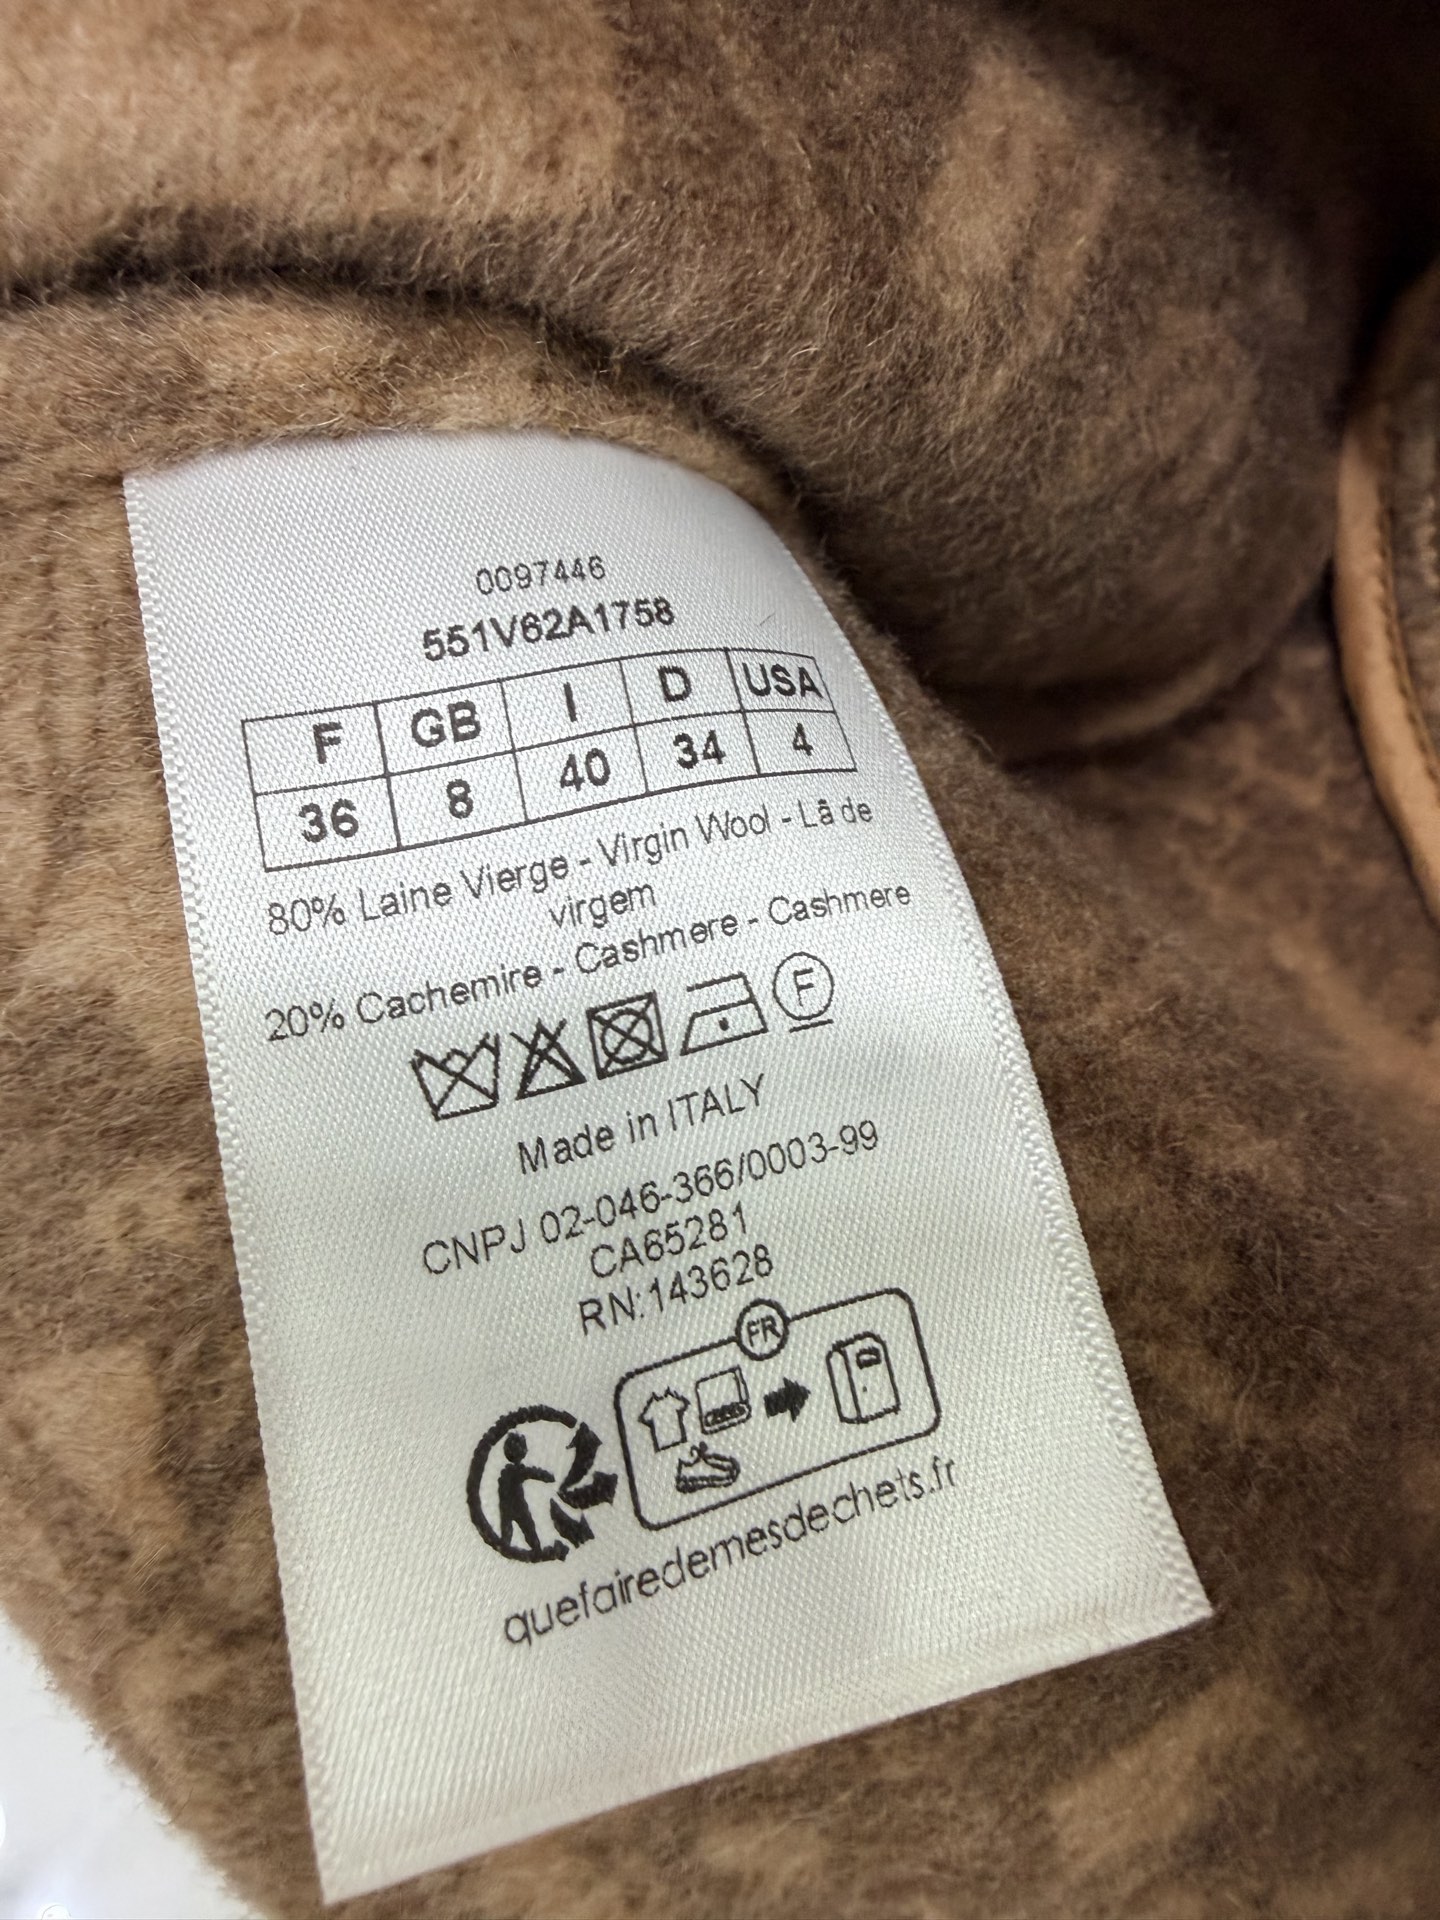 0097446
551V62A1758
F GB I D USA
36 8 40 34 4
80% Laine Vierge - Virgin Wool - Lã de
virgem
20% Cachemire - Cashmere - Cashmere
F
Made in ITALY
CNPJ 02-046-366/0003-99
CA65281
RN:143628
FR
quefairedemesdechets.fr